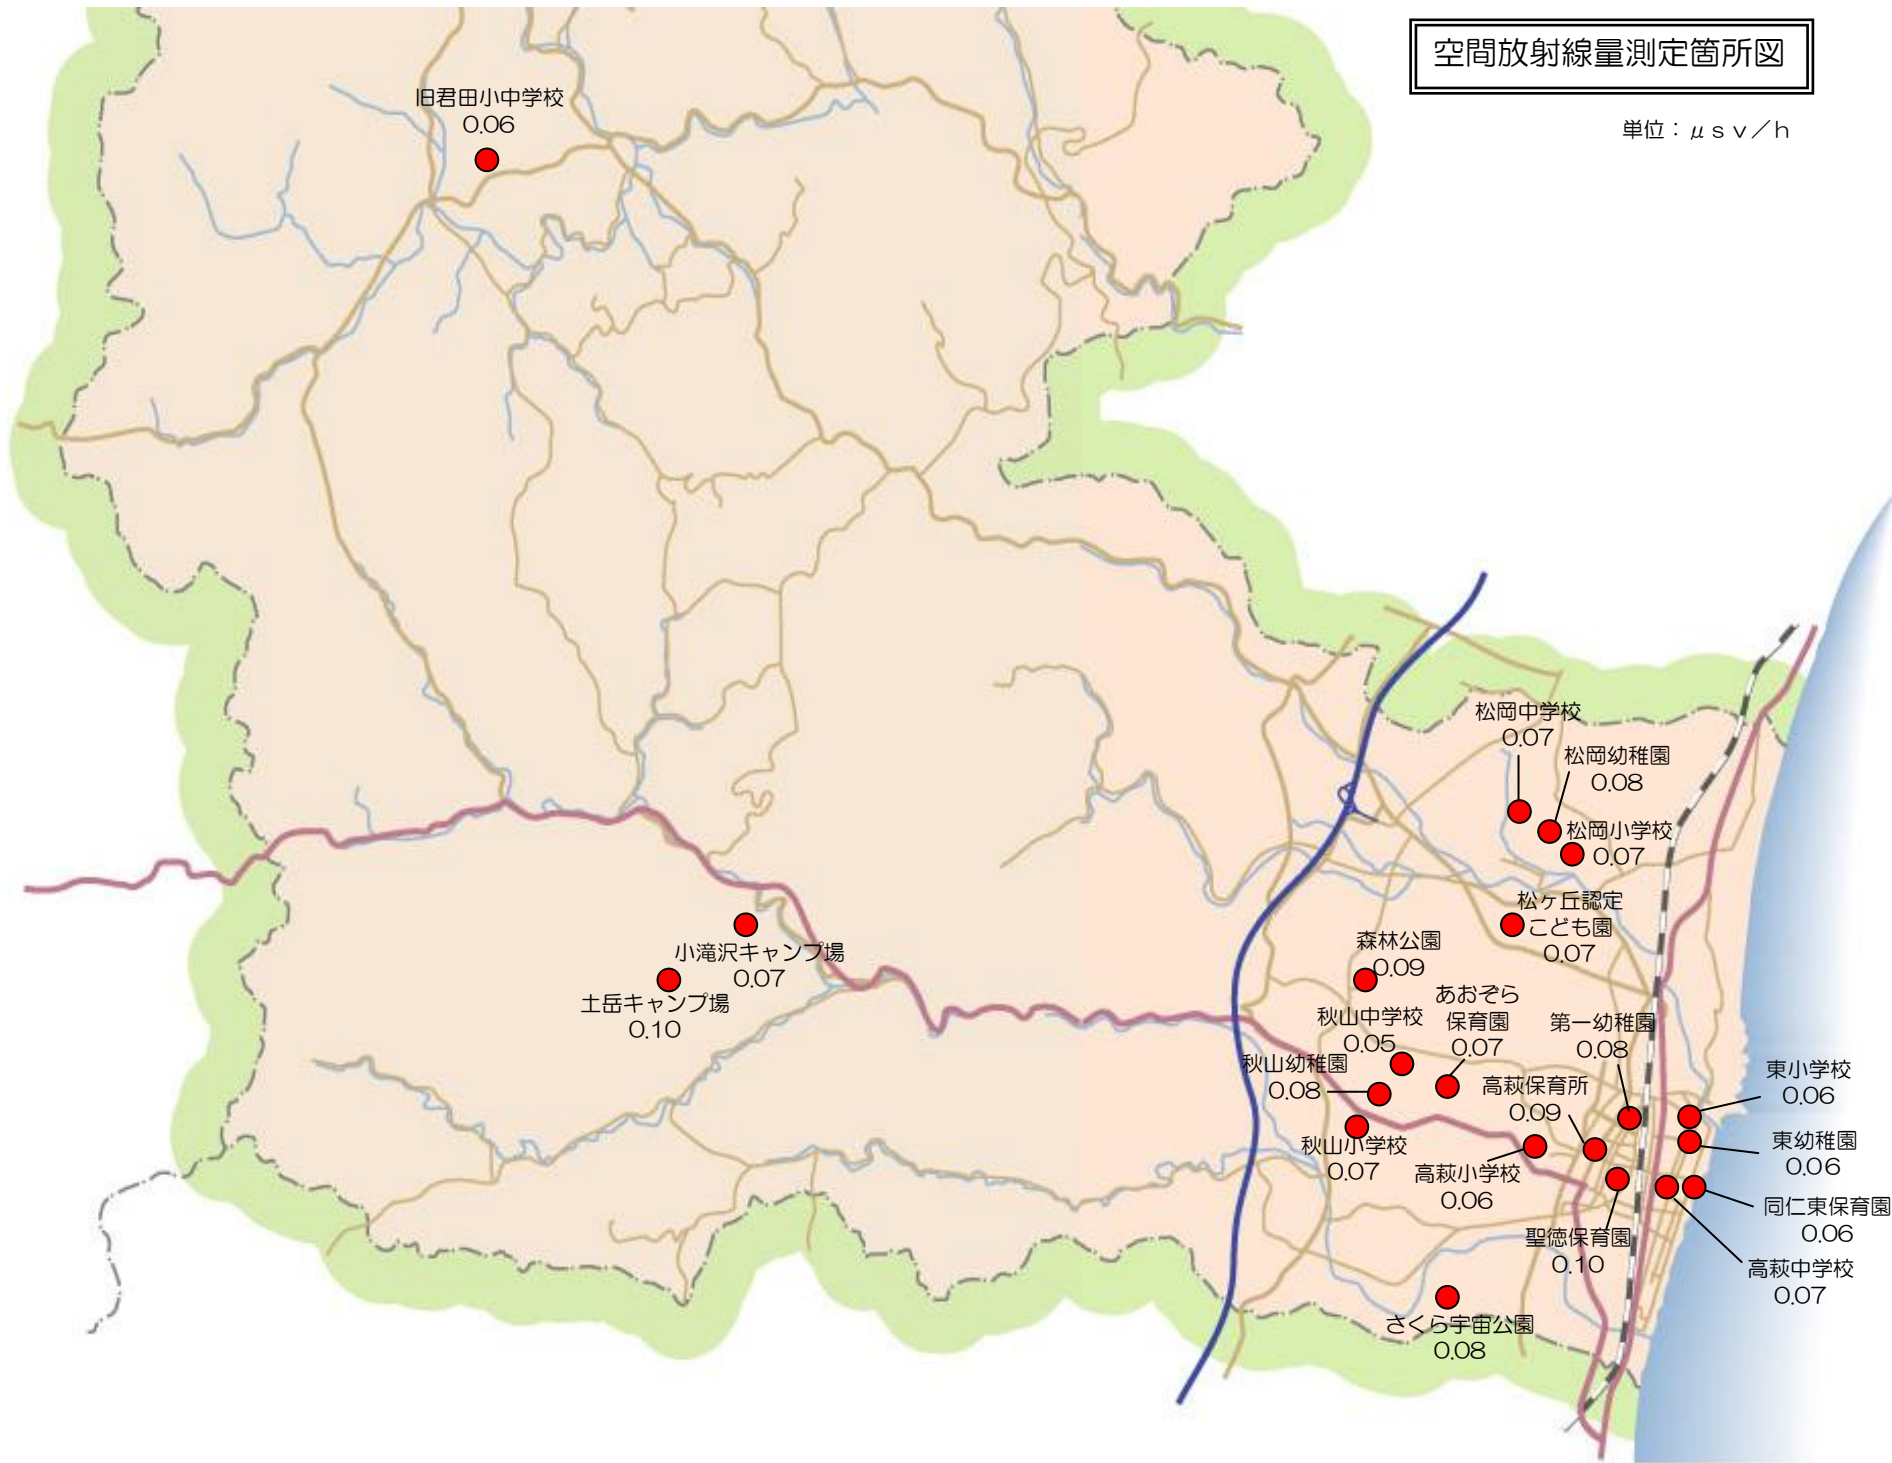 空間放射線量測定箇所図
単位：μｓｖ／ｈ
旧君田小中学校
0.06
松岡中学校
0.07
松岡幼稚園
0.08
松岡小学校
0.07
松ヶ丘認定
こども園
0.07
森林公園
0.09
小滝沢キャンプ場
0.07
土岳キャンプ場
0.10
あおぞら
保育園
0.07
秋山中学校
0.05
第一幼稚園
0.08
秋山幼稚園
0.08
高萩保育所
0.09
東小学校
0.06
秋山小学校
0.07
東幼稚園
0.06
高萩小学校
0.06
同仁東保育園
0.06
聖徳保育園
0.10
高萩中学校
0.07
さくら宇宙公園
0.08